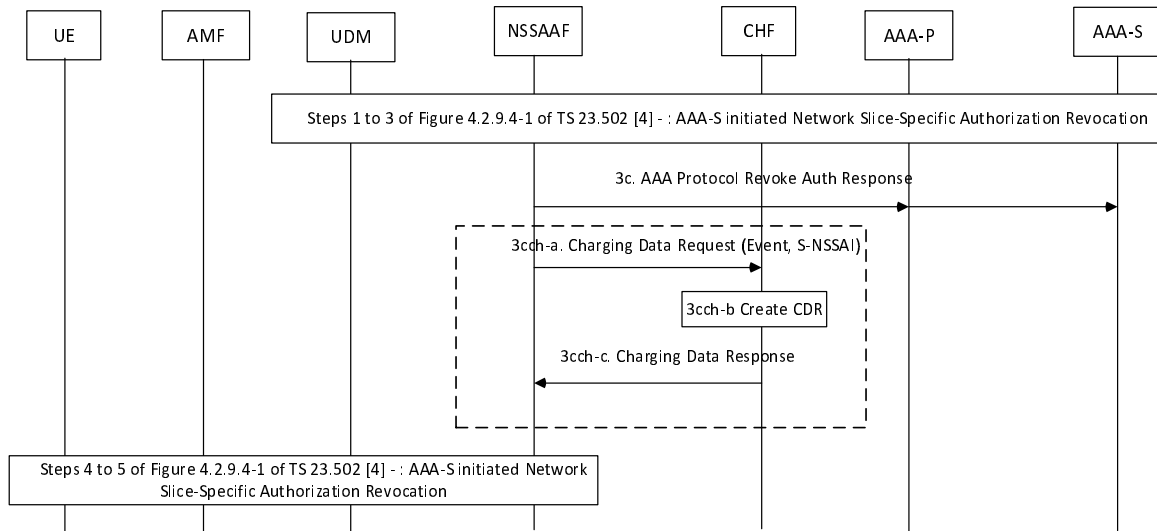 UE
AMF
UDM
NSSAAF
CHF
AAA-P
AAA-S
Steps 1 to 3 of Figure 4.2.9.4-1 of TS 23.502 [4] - : AAA-S initiated Network Slice-Specific Authorization Revocation
3c. AAA Protocol Revoke Auth Response
3cch-a. Charging Data Request (Event, S-NSSAI)
3cch-b Create CDR
3cch-c. Charging Data Response
Steps 4 to 5 of Figure 4.2.9.4-1 of TS 23.502 [4] - : AAA-S initiated Network
Slice-Specific Authorization Revocation